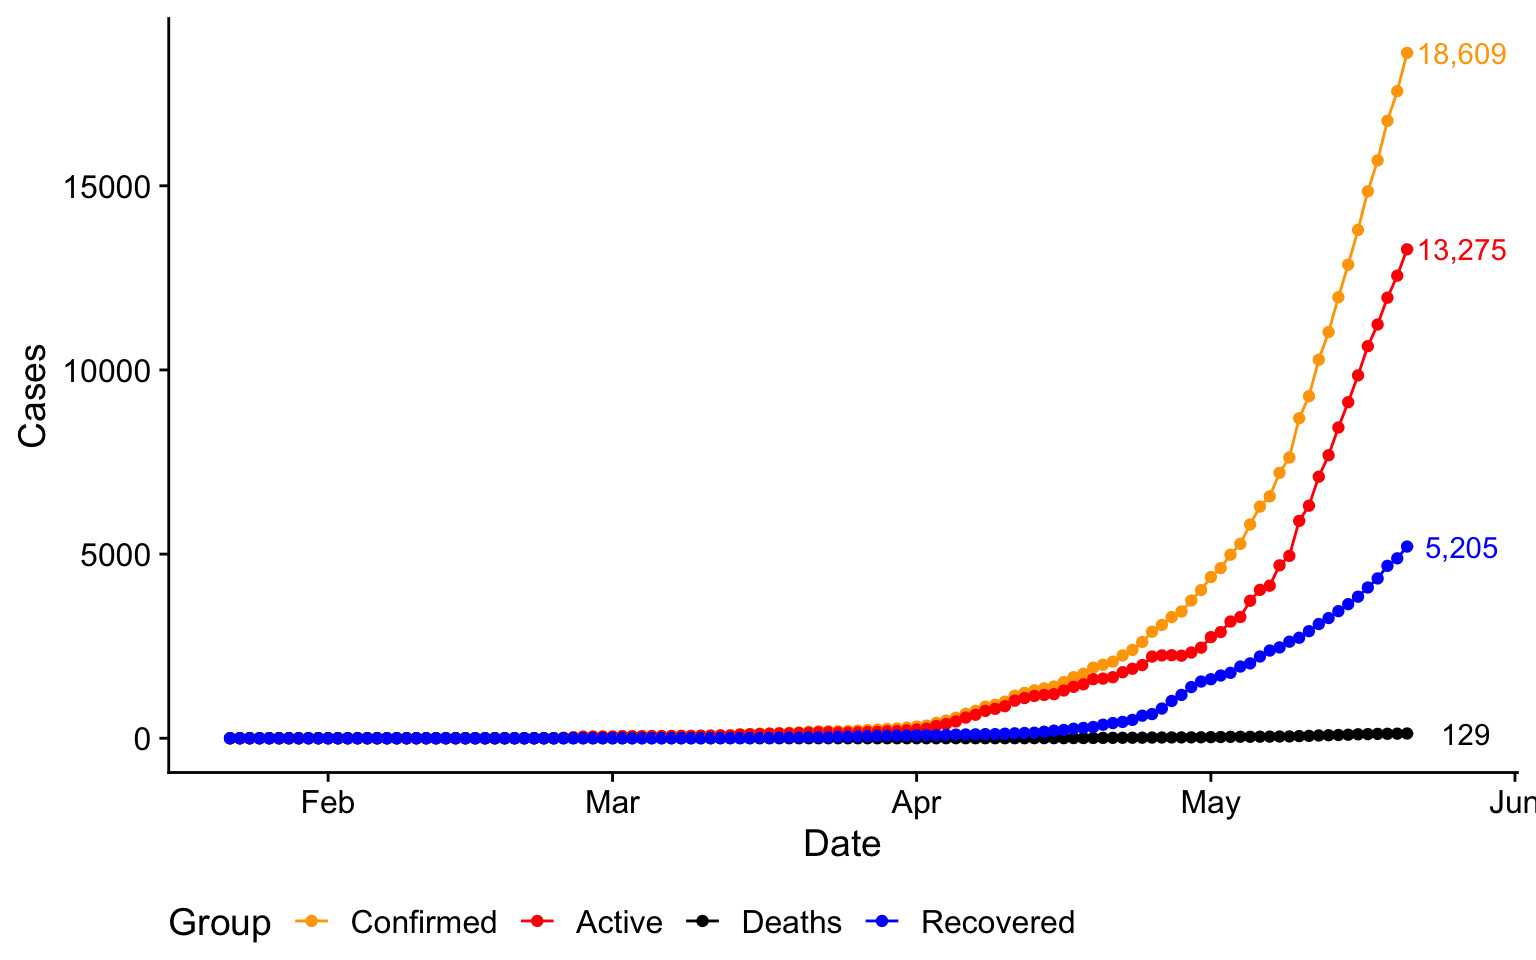 18,609
15000
13,275
10000
Cases
5,205
5000
129
0
Feb Mar Apr May Jun
Date
Group Confirmed Active Deaths Recovered